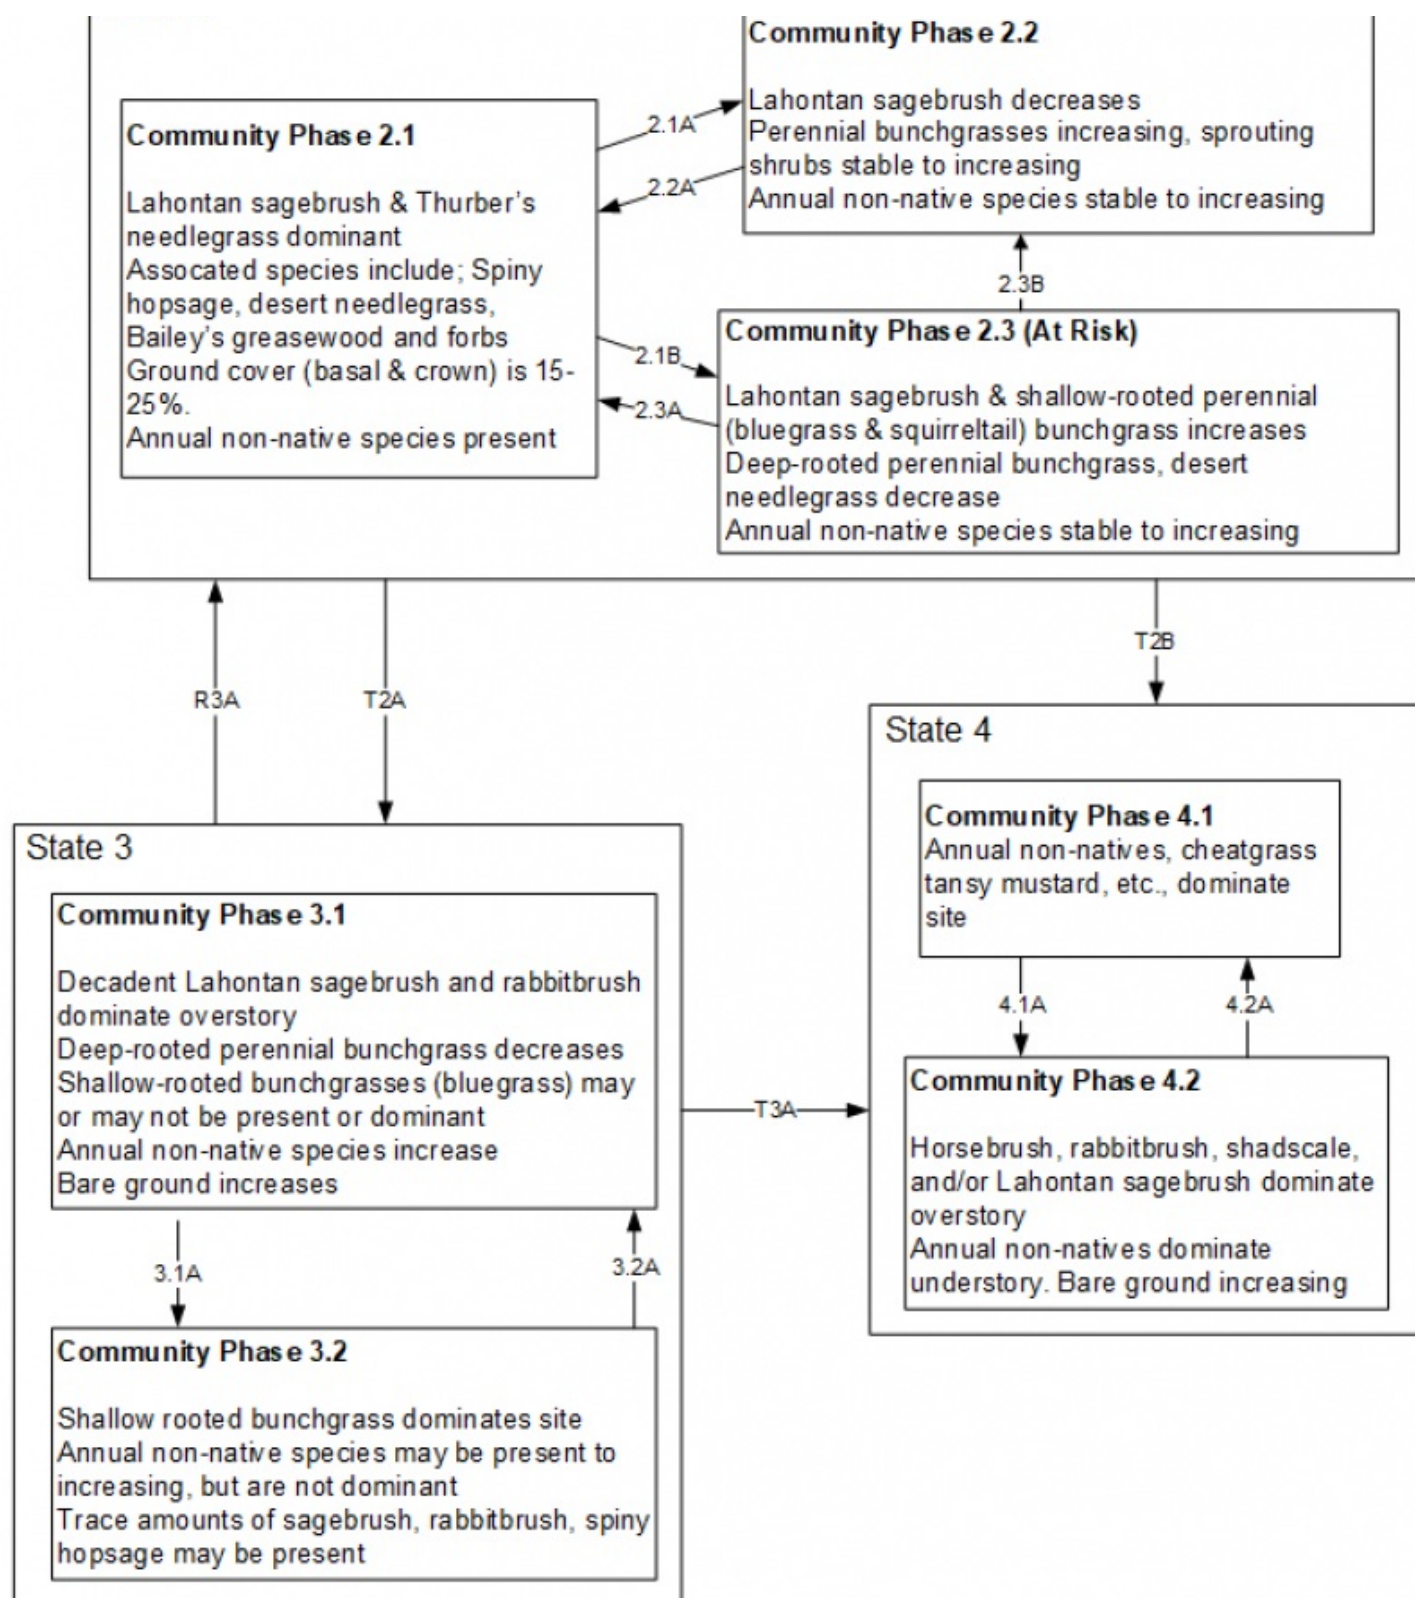 Community Phase 2.2
Lahontan sagebrush decreases
Perennial bunchgrasses increasing, sprouting
shrubs stable to increasing
Annual non-native species stable to increasing
Community Phase 2.1
Lahontan sagebrush & Thurber's
needlegrass dominant
Assocated species include; Spiny
hopsage, desert needlegrass,
Bailey's greasewood and forbs
Ground cover (basal & crown) is 15-
25%.
Annual non-native species present
2.1A
2.2A
2.3B
2.1B
2.3A
Community Phase 2.3 (At Risk)
Lahontan sagebrush & shallow-rooted perennial
(bluegrass & squirreltail) bunchgrass increases
Deep-rooted perennial bunchgrass, desert
needlegrass decrease
Annual non-native species stable to increasing
R3A
T2A
T2B
State 4
Community Phase 4.1
Annual non-natives, cheatgrass
tansy mustard, etc., dominate
site
4.1A
4.2A
Community Phase 4.2
Horsebrush, rabbitbrush, shadscale,
and/or Lahontan sagebrush dominate
overstory
Annual non-natives dominate
understory. Bare ground increasing
State 3
Community Phase 3.1
Decadent Lahontan sagebrush and rabbitbrush
dominate overstory
Deep-rooted perennial bunchgrass decreases
Shallow-rooted bunchgrasses (bluegrass) may
or may not be present or dominant
Annual non-native species increase
Bare ground increases
T3A
3.1A
3.2A
Community Phase 3.2
Shallow rooted bunchgrass dominates site
Annual non-native species may be present to
increasing, but are not dominant
Trace amounts of sagebrush, rabbitbrush, spiny
hopsage may be present